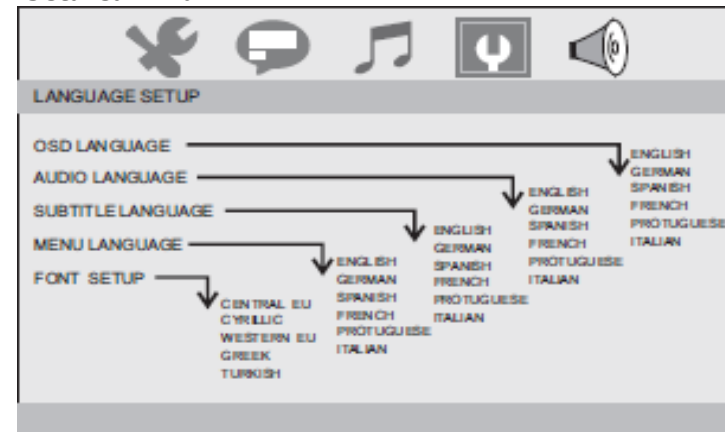 LANGUAGE SETUP
OSD LANGUAGE
ENGLISH
GERMAN
SPANISH
FRENCH
PROTUGUESE
ITALIAN
AUDIO LANGUAGE
ENGLISH
GERMAN
SPANISH
FRENCH
PROTUGUESE
ITALIAN
SUBTITLE LANGUAGE
ENGLISH
GERMAN
SPANISH
FRENCH
PROTUGUESE
ITALIAN
MENU LANGUAGE
ENGLISH
GERMAN
SPANISH
FRENCH
PROTUGUESE
ITALIAN
FONT SETUP
CENTRAL EU
CYRILLIC
WESTERN EU
GREEK
TURKISH